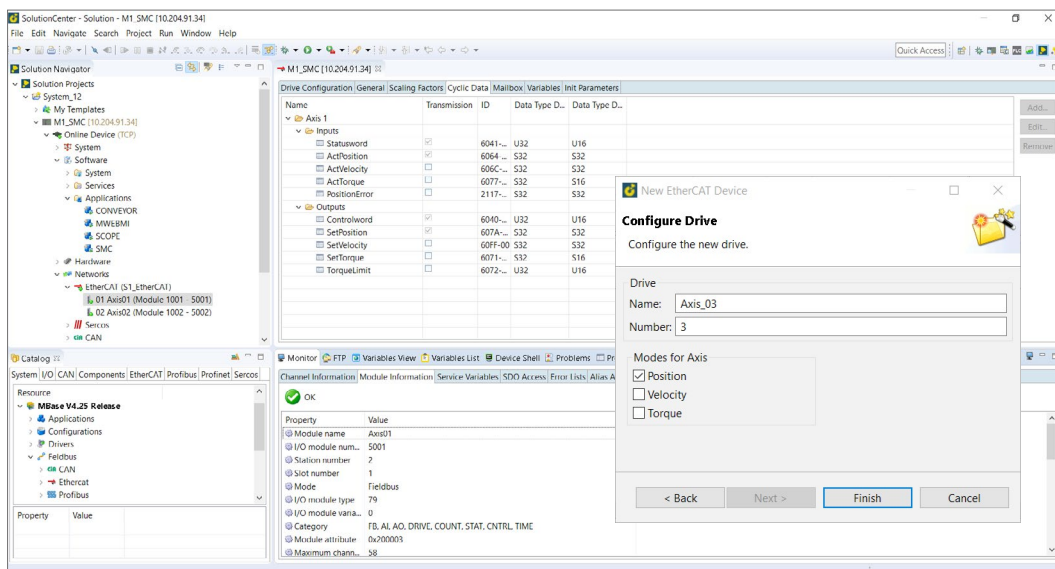 SolutionCenter - Solution - M1_SMC [10.204.91.34]
File Edit Navigate Search Project Run Window Help
Quick Access
Solution Navigator
Solution Projects
System_12
My Templates
M1_SMC [10.204.91.34]
Online Device (TCP)
System
Software
System
Services
Applications
CONVEYOR
MWEBMI
SCOPE
SMC
Hardware
Networks
EtherCAT (S1_EtherCAT)
01 Axis01 (Module 1001 - 5001)
02 Axis02 (Module 1002 - 5002)
Sercos
CAN
M1_SMC [10.204.91.34]
Drive Configuration General Scaling Factors Cyclic Data Mailbox Variables Init Parameters
Name Transmission ID Data Type D... Data Type D...
Axis 1
Inputs
Statusword 6041-... U32 U16
ActPosition 6064-... S32 S32
ActVelocity 606C-... S32 S32
ActTorque 6077-... S32 S16
PositionError 2117-... S32 S32
Outputs
Controlword 6040-... U32 U16
SetPosition 607A-... S32 S32
SetVelocity 60FF-00 S32 S32
SetTorque 6071-... S32 S16
TorqueLimit 6072-... U32 U16
Add...
Edit...
Remove
New EtherCAT Device
Configure Drive
Configure the new drive.
Drive
Name: Axis_03
Number: 3
Modes for Axis
Position
Velocity
Torque
< Back Next > Finish Cancel
Catalog
System I/O CAN Components EtherCAT Profibus Profinet Sercos
Resource
MBase V4.25 Release
Applications
Configurations
Drivers
Feldbus
CAN
Ethercat
Profibus
Property Value
Monitor FTP Variables View Variables List Device Shell Problems Pr
Channel Information Module Information Service Variables SDO Access Error Lists Alias A
OK
Property Value
Module name Axis01
I/O module num... 5001
Station number 2
Slot number 1
Mode Fieldbus
I/O module type 79
I/O module varia... 0
Category FB, AI, AO, DRIVE, COUNT, STAT, CNTRL, TIME
Module attribute 0x200003
Maximum chann... 58